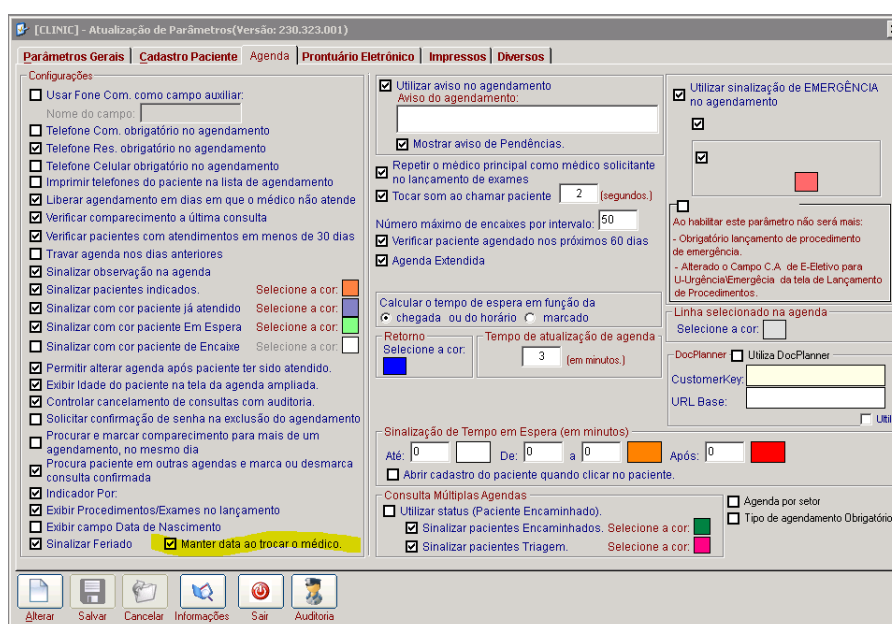 [CLINIC] - Atualização de Parâmetros(Versão: 230.323.001)
Parâmetros Gerais Cadastro Paciente Agenda Prontuário Eletrônico Impressos Diversos
Configurações
Usar Fone Com. como campo auxiliar:
Nome do campo:
Telefone Com. obrigatório no agendamento
Telefone Res. obrigatório no agendamento
Telefone Celular obrigatório no agendamento
Imprimir telefones do paciente na lista de agendamento
Liberar agendamento em dias em que o médico não atende
Verificar comparecimento a última consulta
Verificar pacientes com atendimentos em menos de 30 dias
Travar agenda nos dias anteriores
Sinalizar observação na agenda
Sinalizar pacientes indicados. Selecione a cor:
Sinalizar com cor paciente já atendido Selecione a cor:
Sinalizar com cor paciente Em Espera Selecione a cor:
Sinalizar com cor paciente de Encaixe Selecione a cor:
Permitir alterar agenda após paciente ter sido atendido.
Exibir Idade do paciente na tela da agenda ampliada.
Controlar cancelamento de consultas com auditoria.
Solicitar confirmação de senha na exclusão do agendamento
Procurar e marcar comparecimento para mais de um
agendamento, no mesmo dia
Procura paciente em outras agendas e marca ou desmarca
consulta confirmada
Indicador Por:
Exibir Procedimentos/Exames no lançamento
Exibir campo Data de Nascimento
Sinalizar Feriado Manter data ao trocar o médico.
Utilizar aviso no agendamento
Aviso do agendamento:
Mostrar aviso de Pendências.
Repetir o médico principal como médico solicitante
no lançamento de exames
Tocar som ao chamar paciente 2 (segundos.)
Número máximo de encaixes por intervalo: 50
Verificar paciente agendado nos próximos 60 dias
Agenda Extendida
Calcular o tempo de espera em função da
chegada ou do horário marcado
Retorno
Selecione a cor:
Tempo de atualização de agenda
3 (em minutos.)
Sinalização de Tempo em Espera (em minutos)
Até: 0 De: 0 a 0 Após: 0
Abrir cadastro do paciente quando clicar no paciente.
Consulta Múltiplas Agendas
Utilizar status (Paciente Encaminhado).
Sinalizar pacientes Encaminhados. Selecione a cor:
Sinalizar pacientes Triagem. Selecione a cor:
Utilizar sinalização de EMERGÊNCIA
no agendamento
Ao habilitar este parâmetro não será mais:
- Obrigatório lançamento de procedimento
de emergência.
- Alterado o Campo C.A de E-Eletivo para
U-Urgência\Emergêcia da tela de Lançamento
de Procedimentos.
Linha selecionado na agenda
Selecione a cor:
DocPlanner Utiliza DocPlanner
CustomerKey:
URL Base:
Agenda por setor
Tipo de agendamento Obrigatório
Alterar Salvar Cancelar Informações Sair Auditoria